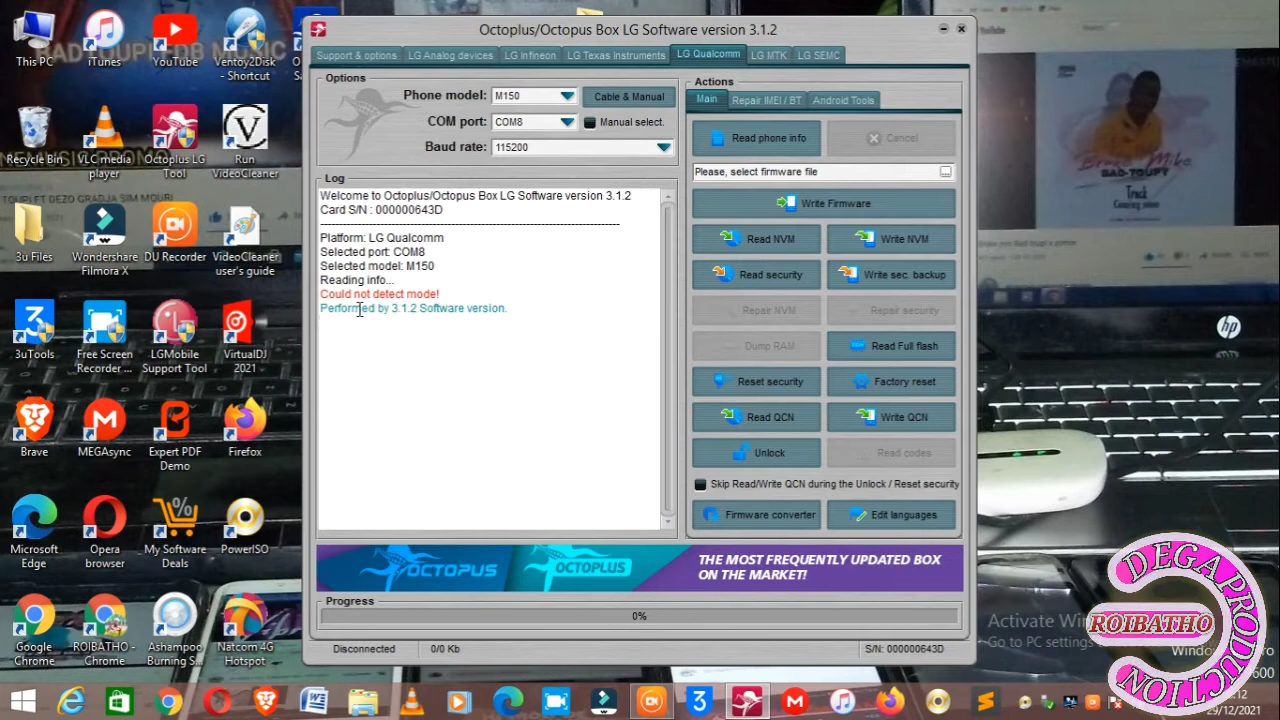 Octoplus/Octopus Box LG Software version 3.1.2
Support & options
LG Analog devices
LG Infineon
LG Texas Instruments
LG Qualcomm
LG MTK
LG SEMC
Options
Phone model:
M150
Cable & Manual
COM port:
COM8
Manual select.
Baud rate:
115200
Log
Welcome to Octoplus/Octopus Box LG Software version 3.1.2
Card S/N : 000000643D
Platform: LG Qualcomm
Selected port: COM8
Selected model: M150
Reading info...
Could not detect mode!
Performed by 3.1.2 Software version.
Actions
Main
Repair IMEI / BT
Android Tools
Read phone info
Cancel
Please, select firmware file
Write Firmware
Read NVM
Write NVM
Read security
Write sec. backup
Repair NVM
Repair security
Dump RAM
Read Full flash
Reset security
Factory reset
Read QCN
Write QCN
Unlock
Read codes
Skip Read/Write QCN during the Unlock / Reset security
Firmware converter
Edit languages
OCTOPUS
OCTOPLUS
THE MOST FREQUENTLY UPDATED BOX
ON THE MARKET!
Progress
0%
Disconnected
0/0 Kb
S/N: 000000643D
This PC
iTunes
YouTube
Ventoy2Disk
- Shortcut
Recycle Bin
VLC media
player
Octoplus LG
Tool
Run
VideoCleaner
3u Files
Wondershare
Filmora X
DU Recorder
VideoCleaner
user's guide
3uTools
Free Screen
Recorder ...
LGMobile
Support Tool
VirtualDJ
2021
Brave
MEGAsync
Expert PDF
Demo
Firefox
Microsoft
Edge
Opera
browser
My Software
Deals
PowerISO
Google
Chrome
ROIBATHO -
Chrome
Ashampoo
Burning S...
Natcom 4G
Hotspot
BAD-TOUPY
Track
Coming soon
hp
Activate Win
Go to PC settings
DEGA PRODUCTION
ROIBATHO
29/12/2021